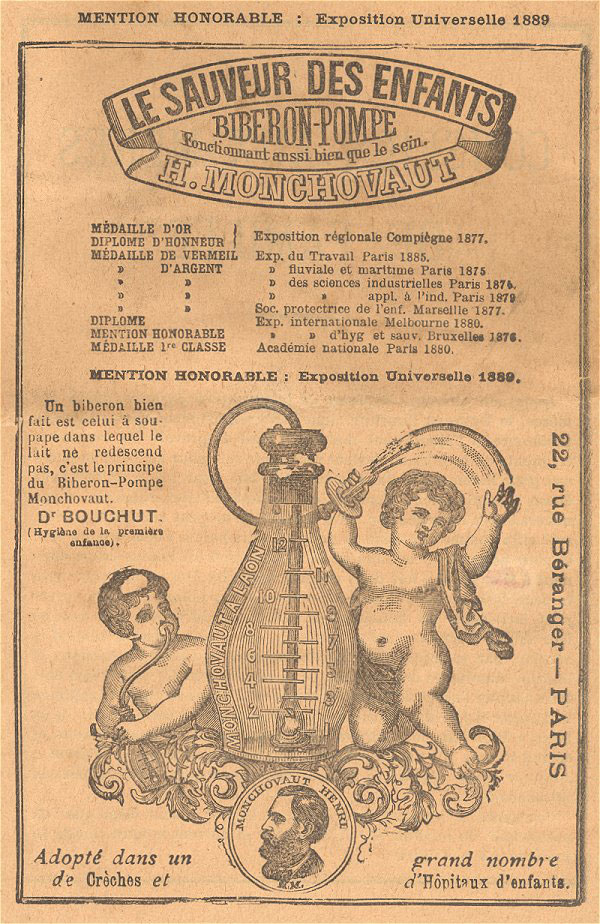 MENTION HONORABLE : Exposition Universelle 1889
LE SAUVEUR DES ENFANTS
BIBERON-POMPE
Fonctionnant aussi bien que le sein.
H. MONCHOVAUT
MÉDAILLE D'OR
DIPLOME D'HONNEUR } Exposition régionale Compiègne 1877.
MÉDAILLE DE VERMEIL Exp. du Travail Paris 1885.
» D'ARGENT » fluviale et maritime Paris 1875
» » » des sciences industrielles Paris 1876.
» » » » appl. à l'ind. Paris 1879
» » Soc. protectrice de l'enf. Marseille 1877.
DIPLOME Exp. internationale Melbourne 1880.
MENTION HONORABLE » » d'hyg et sauv. Bruxelles 1876.
MÉDAILLE 1re CLASSE Académie nationale Paris 1880.
MENTION HONORABLE : Exposition Universelle 1889.
Un biberon bien
fait est celui à sou-
pape dans lequel le
lait ne redescend
pas, c'est le principe
du Biberon-Pompe
Monchovaut.
Dr BOUCHUT.
(Hygiène de la première
enfance).
22, rue Béranger — PARIS
MONCHOVAUT À LAON
12
11
10
9
8
7
6
5
4
3
2
1
MONCHOVAUT HENRI
H.M.
Adopté dans un grand nombre
de Crèches et d'Hôpitaux d'enfants.